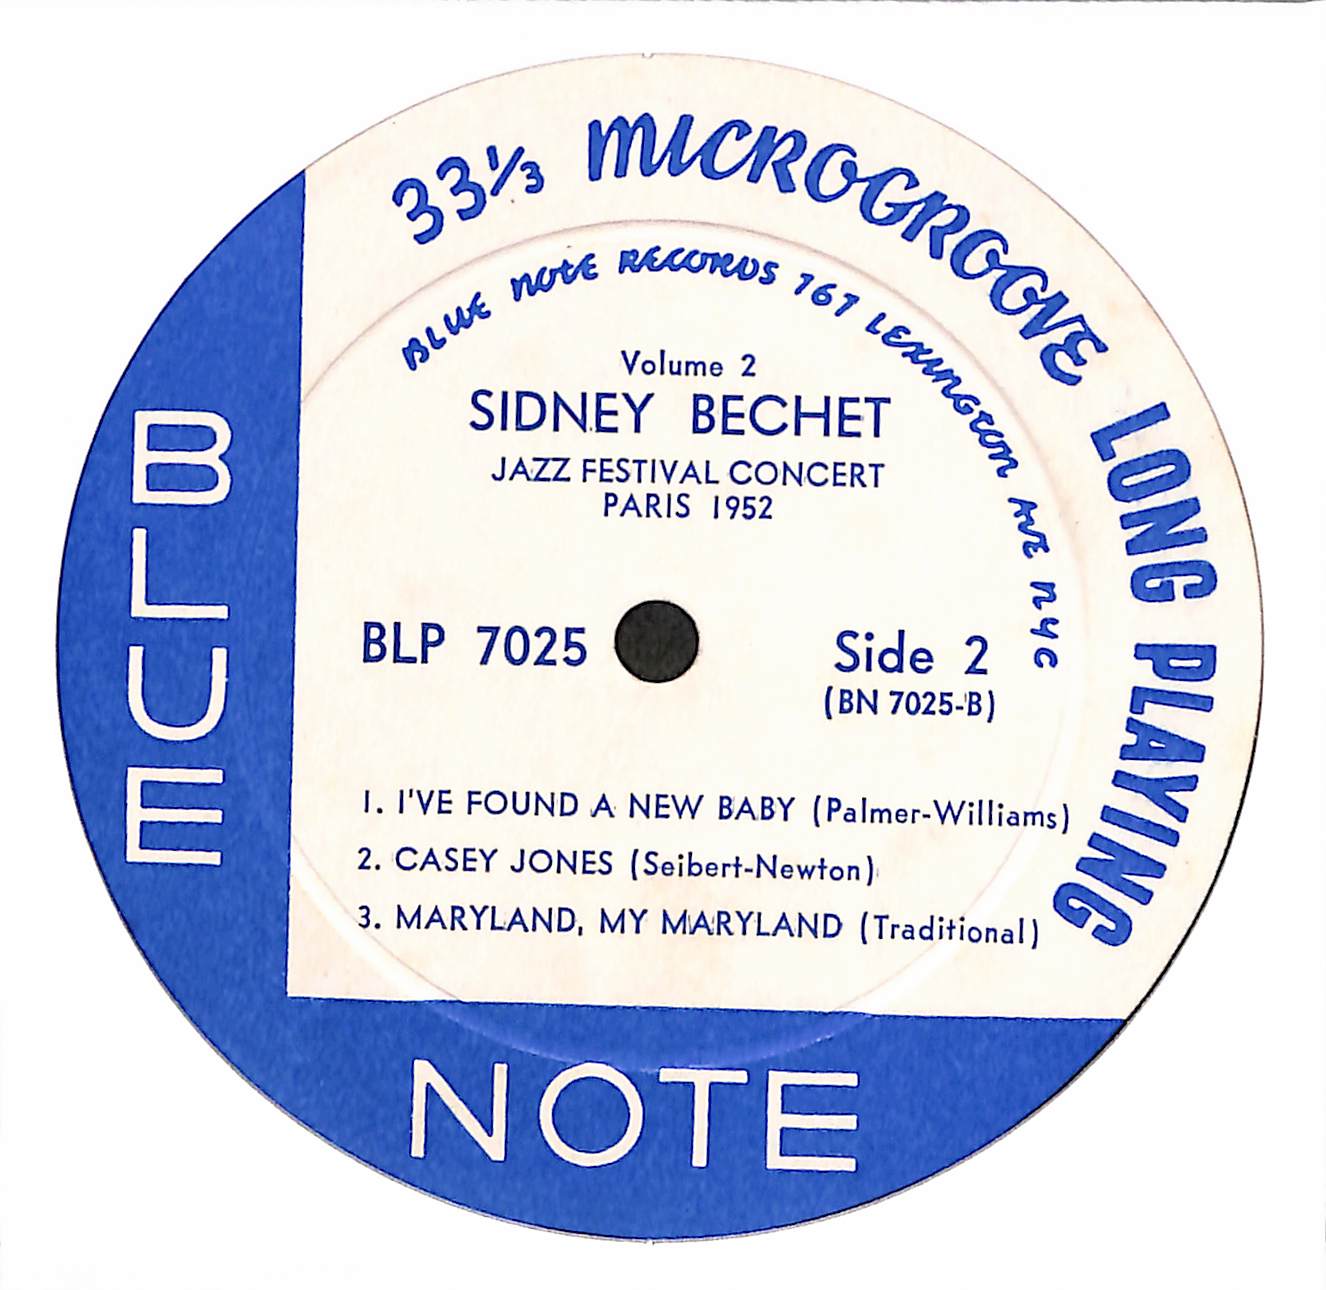 33⅓ MICROGROOVE LONG PLAYING
BLUE NOTE RECORDS 767 LEXINGTON AVE NYC
Volume 2
SIDNEY BECHET
JAZZ FESTIVAL CONCERT
PARIS 1952
BLP 7025
Side 2
(BN 7025-B)
1. I'VE FOUND A NEW BABY (Palmer-Williams)
2. CASEY JONES (Seibert-Newton)
3. MARYLAND, MY MARYLAND (Traditional)
BLUE
NOTE